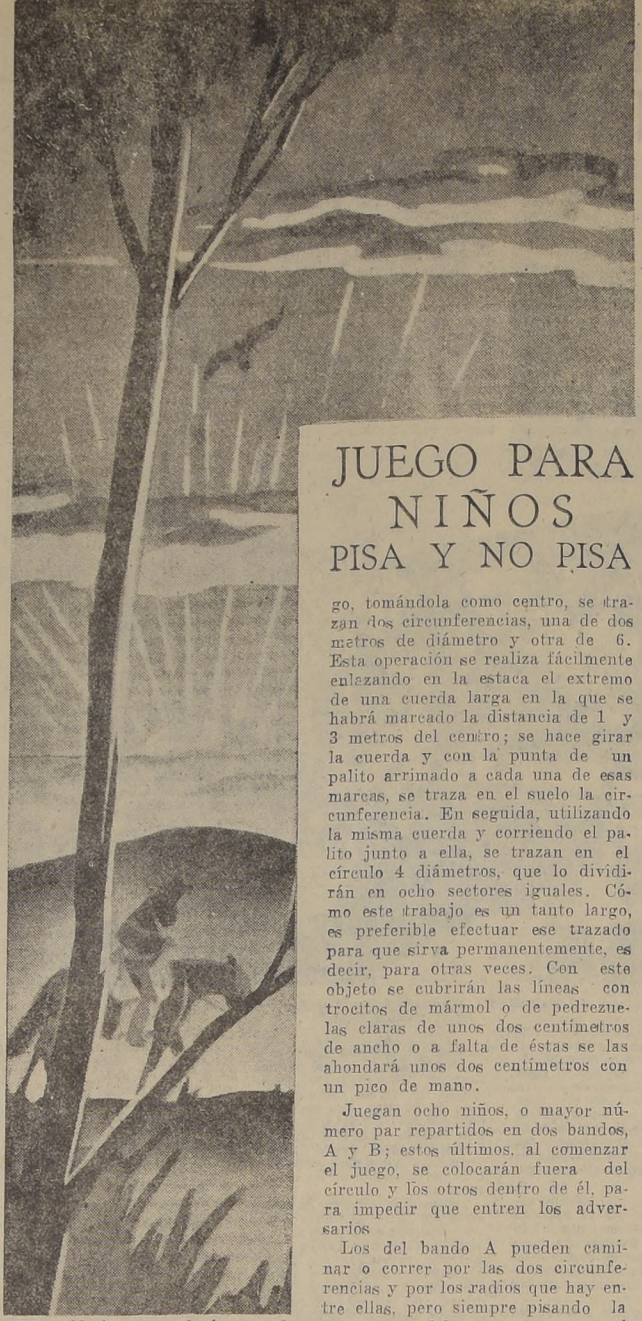 JUEGO PARA
NIÑOS
PISA Y NO PISA
go, tomándola como centro, se tra-
zan dos circunferencias, una de dos
metros de diámetro y otra de 6.
Esta operación se realiza fácilmente
enlazando en la estaca el extremo
de una cuerda larga en la que se
habrá marcado la distancia de 1 y
3 metros del centro; se hace girar
la cuerda y con la punta de un
palito arrimado a cada una de esas
marcas, se traza en el suelo la cir-
cunferencia. En seguida, utilizando
la misma cuerda y corriendo el pa-
lito junto a ella, se trazan en el
círculo 4 diámetros, que lo dividi-
rán en ocho sectores iguales. Có-
mo este trabajo es un tanto largo,
es preferible efectuar ese trazado
para que sirva permanentemente, es
decir, para otras veces. Con este
objeto se cubrirán las líneas con
trocitos de mármol o de pedrezue-
las claras de unos dos centímetros
de ancho o a falta de éstas se las
ahondará unos dos centímetros con
un pico de mano.
Juegan ocho niños, o mayor nú-
mero par repartidos en dos bandos,
A y B; estos últimos, al comenzar
el juego, se colocarán fuera del
círculo y los otros dentro de él, pa-
ra impedir que entren los adver-
sarios
Los del bando A pueden cami-
nar o correr por las dos circunfe-
rencias y por los radios que hay en-
tre ellas, pero siempre pisando la